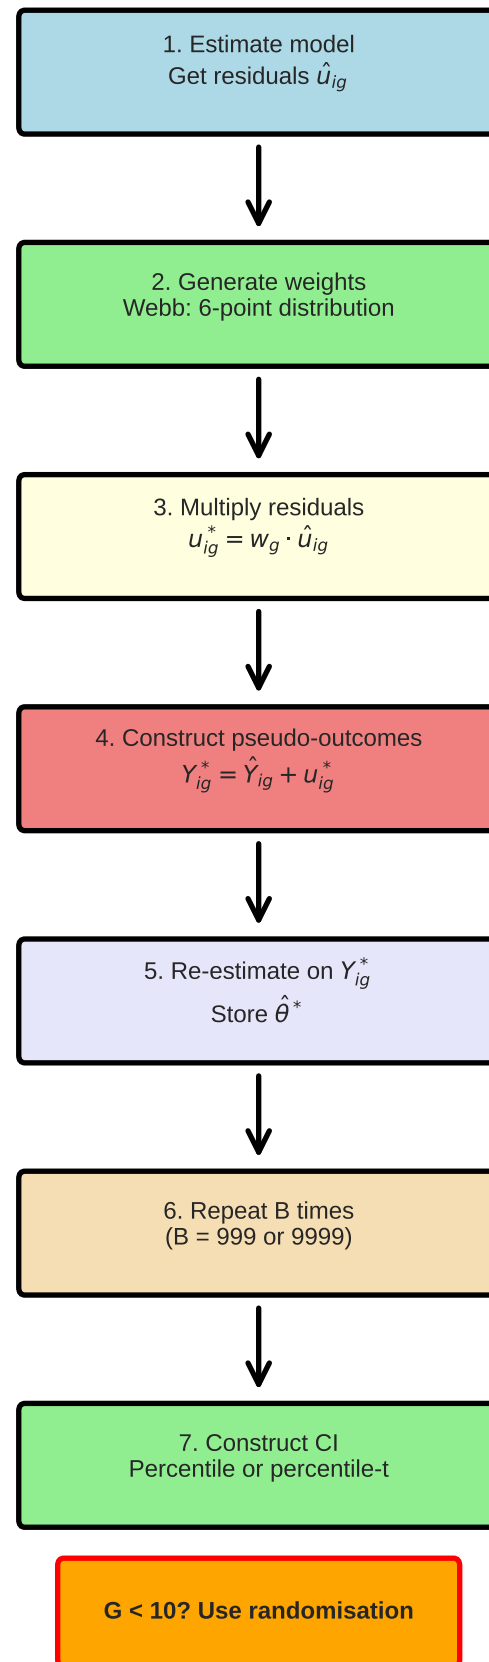 1. Estimate model
Get residuals û_ig
2. Generate weights
Webb: 6-point distribution
3. Multiply residuals
u*_ig = w_g · û_ig
4. Construct pseudo-outcomes
Y*_ig = Ŷ_ig + u*_ig
5. Re-estimate on Y*_ig
Store θ̂*
6. Repeat B times
(B = 999 or 9999)
7. Construct CI
Percentile or percentile-t
G < 10? Use randomisation